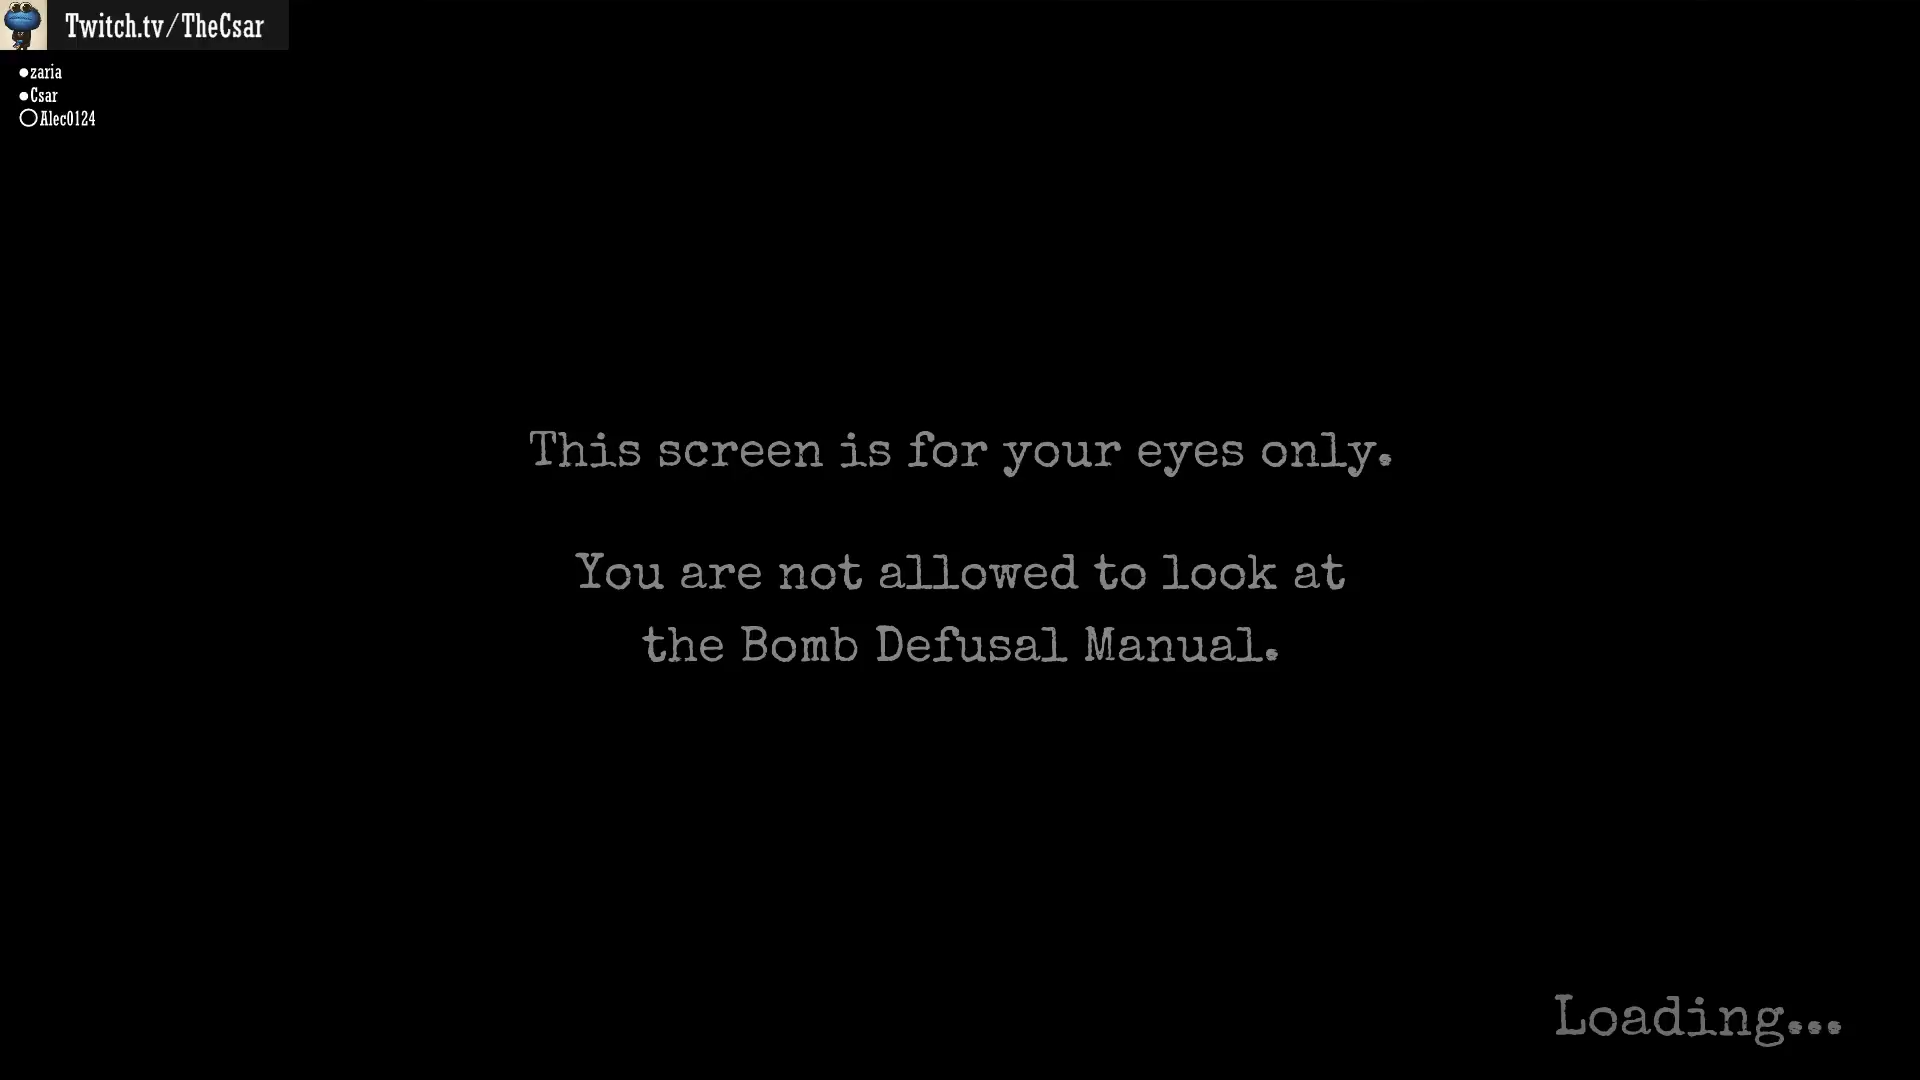 Twitch.tv/TheCsar
zaria
Csar
Alec0124
This screen is for your eyes only.
You are not allowed to look at
the Bomb Defusal Manual.
Loading...